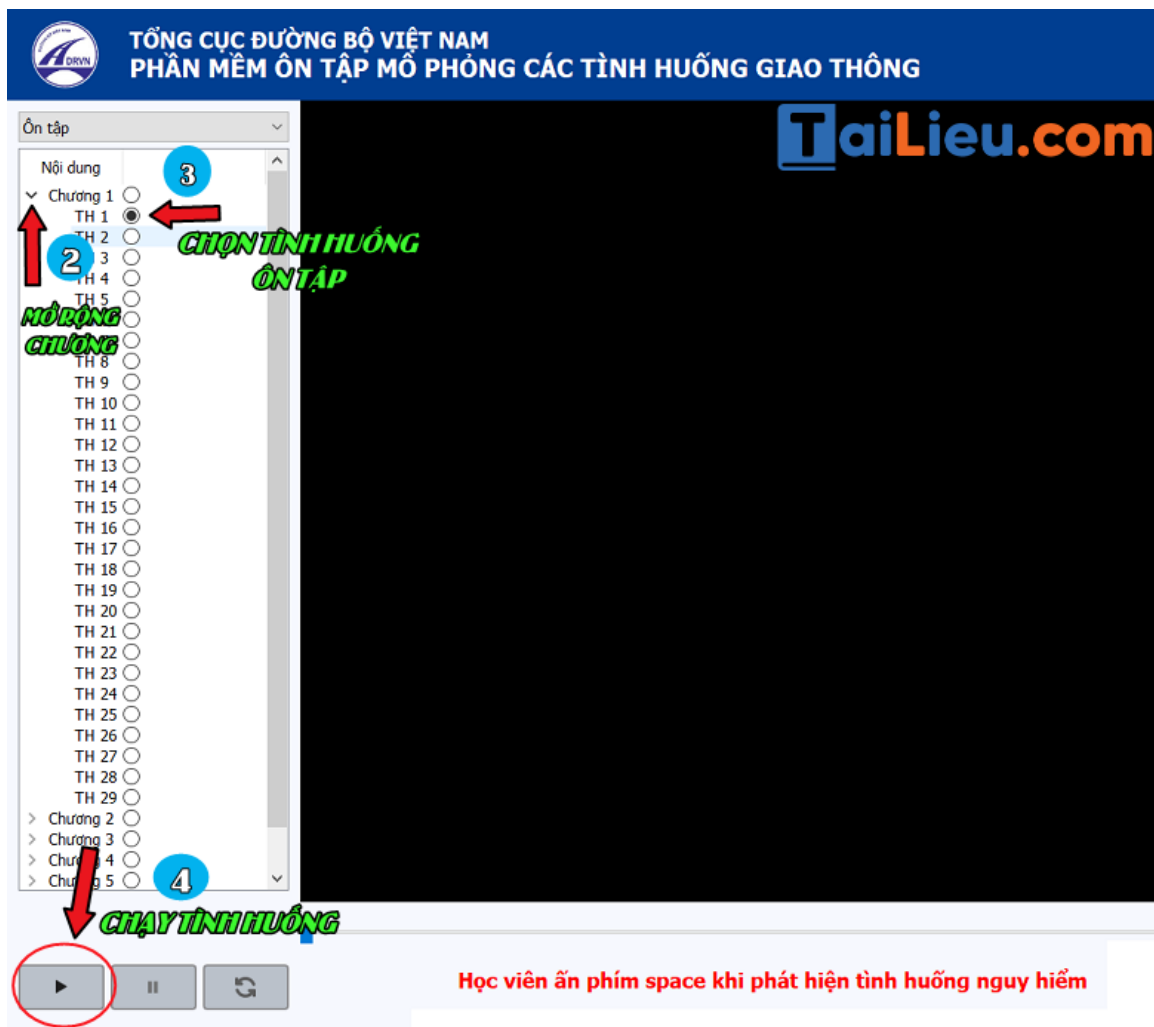 TỔNG CỤC ĐƯỜNG BỘ VIỆT NAM
PHẦN MỀM ÔN TẬP MÔ PHỎNG CÁC TÌNH HUỐNG GIAO THÔNG
DRVN
TaiLieu.com
Ôn tập
Nội dung
3
Chương 1
TH 1
TH 2
CHỌN TÌNH HUỐNG
ÔN TẬP
2
3
TH 4
TH 5
MỞ RỘNG
CHƯƠNG
TH 8
TH 9
TH 10
TH 11
TH 12
TH 13
TH 14
TH 15
TH 16
TH 17
TH 18
TH 19
TH 20
TH 21
TH 22
TH 23
TH 24
TH 25
TH 26
TH 27
TH 28
TH 29
Chương 2
Chương 3
Chương 4
Chương 5
4
CHẠY TÌNH HUỐNG
Học viên ấn phím space khi phát hiện tình huống nguy hiểm